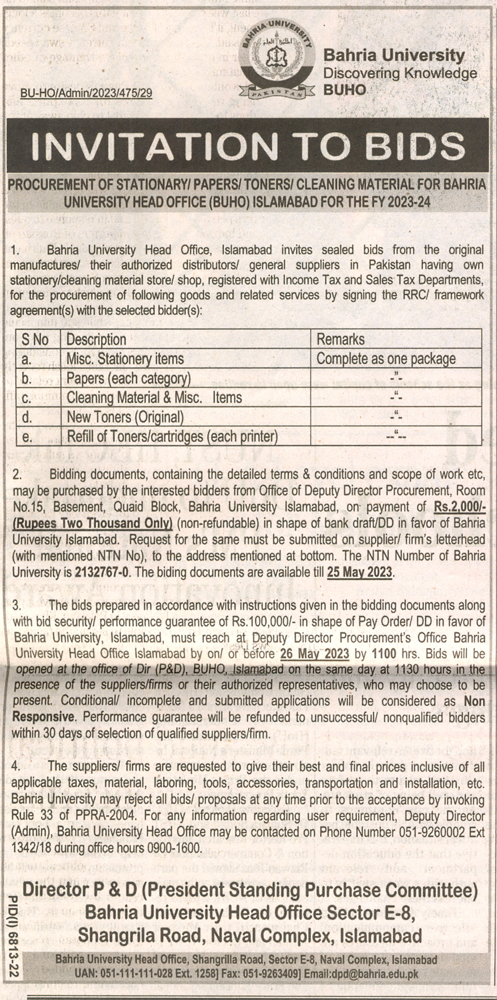 BAHRIA UNIVERSITY
PAKISTAN
Bahria University
Discovering Knowledge
BUHO
BU-HO/Admin/2023/475/29
INVITATION TO BIDS
PROCUREMENT OF STATIONARY/ PAPERS/ TONERS/ CLEANING MATERIAL FOR BAHRIA
UNIVERSITY HEAD OFFICE (BUHO) ISLAMABAD FOR THE FY 2023-24
1. Bahria University Head Office, Islamabad invites sealed bids from the original
manufactures/ their authorized distributors/ general suppliers in Pakistan having own
stationery/cleaning material store/ shop, registered with Income Tax and Sales Tax Departments,
for the procurement of following goods and related services by signing the RRC/ framework
agreement(s) with the selected bidder(s):
S No Description Remarks
a. Misc. Stationery items Complete as one package
b. Papers (each category) -"-
c. Cleaning Material & Misc. Items -“-
d. New Toners (Original) -“-
e. Refill of Toners/cartridges (each printer) --“--
2. Bidding documents, containing the detailed terms & conditions and scope of work etc,
may be purchased by the interested bidders from Office of Deputy Director Procurement, Room
No.15, Basement, Quaid Block, Bahria University Islamabad, on payment of Rs.2,000/-
(Rupees Two Thousand Only) (non-refundable) in shape of bank draft/DD in favor of Bahria
University Islamabad. Request for the same must be submitted on supplier/ firm's letterhead
(with mentioned NTN No), to the address mentioned at bottom. The NTN Number of Bahria
University is 2132767-0. The biding documents are available till 25 May 2023.
3. The bids prepared in accordance with instructions given in the bidding documents along
with bid security/ performance guarantee of Rs.100,000/- in shape of Pay Order/ DD in favor of
Bahria University, Islamabad, must reach at Deputy Director Procurement's Office Bahria
University Head Office Islamabad by on/ or before 26 May 2023 by 1100 hrs. Bids will be
opened at the office of Dir (P&D), BUHO, Islamabad on the same day at 1130 hours in the
presence of the suppliers/firms or their authorized representatives, who may choose to be
present. Conditional/ incomplete and submitted applications will be considered as Non
Responsive. Performance guarantee will be refunded to unsuccessful/ nonqualified bidders
within 30 days of selection of qualified suppliers/firm.
4. The suppliers/ firms are requested to give their best and final prices inclusive of all
applicable taxes, material, laboring, tools, accessories, transportation and installation, etc.
Bahria University may reject all bids/ proposals at any time prior to the acceptance by invoking
Rule 33 of PPRA-2004. For any information regarding user requirement, Deputy Director
(Admin), Bahria University Head Office may be contacted on Phone Number 051-9260002 Ext
1342/18 during office hours 0900-1600.
Director P & D (President Standing Purchase Committee)
Bahria University Head Office Sector E-8,
Shangrila Road, Naval Complex, Islamabad
PID(I) 6813-22
Bahria University Head Office, Shangrilla Road, Sector E-8, Naval Complex, Islamabad
UAN: 051-111-111-028 Ext. 1258] Fax: 051-9263409] Email:dpd@bahria.edu.pk